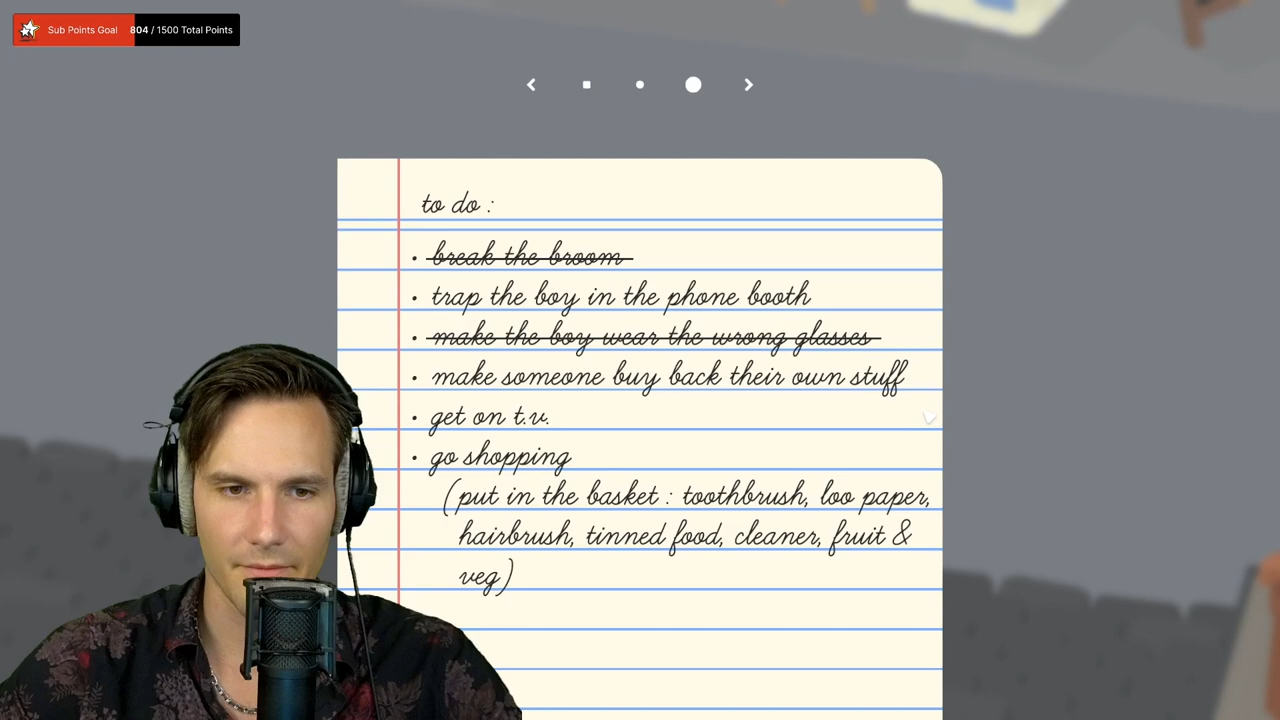 Sub Points Goal 804 / 1500 Total Points
to do :
• break the broom
• trap the boy in the phone booth
• make the boy wear the wrong glasses
• make someone buy back their own stuff
• get on t.v.
• go shopping
(put in the basket : toothbrush, loo paper,
hairbrush, tinned food, cleaner, fruit &
veg)